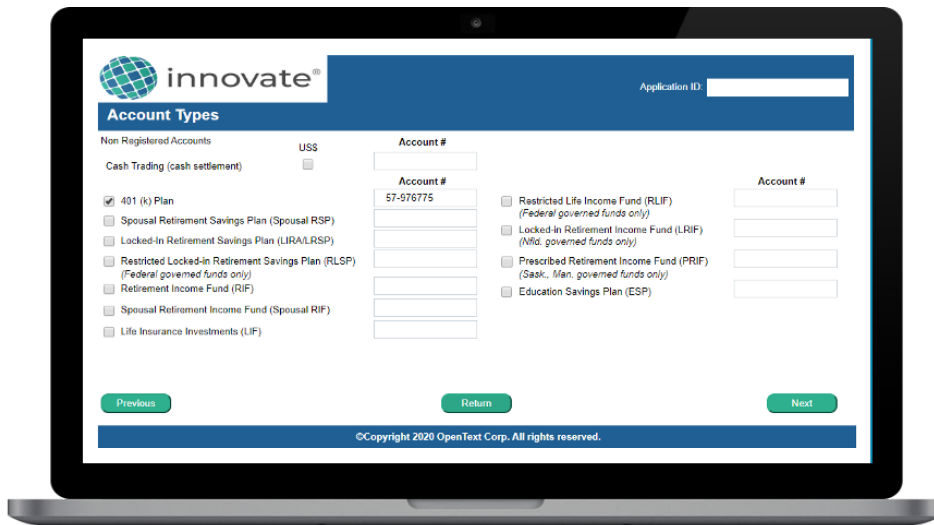 innovate®
Application ID:
Account Types
Non Registered Accounts
US$
Account #
Cash Trading (cash settlement)
Account #
401 (k) Plan
57-976775
Spousal Retirement Savings Plan (Spousal RSP)
Locked-In Retirement Savings Plan (LIRA/LRSP)
Restricted Locked-in Retirement Savings Plan (RLSP)
(Federal governed funds only)
Retirement Income Fund (RIF)
Spousal Retirement Income Fund (Spousal RIF)
Life Insurance Investments (LIF)
Account #
Restricted Life Income Fund (RLIF)
(Federal governed funds only)
Locked-in Retirement Income Fund (LRIF)
(Nfld. governed funds only)
Prescribed Retirement Income Fund (PRIF)
(Sask., Man. governed funds only)
Education Savings Plan (ESP)
Previous
Return
Next
©Copyright 2020 OpenText Corp. All rights reserved.